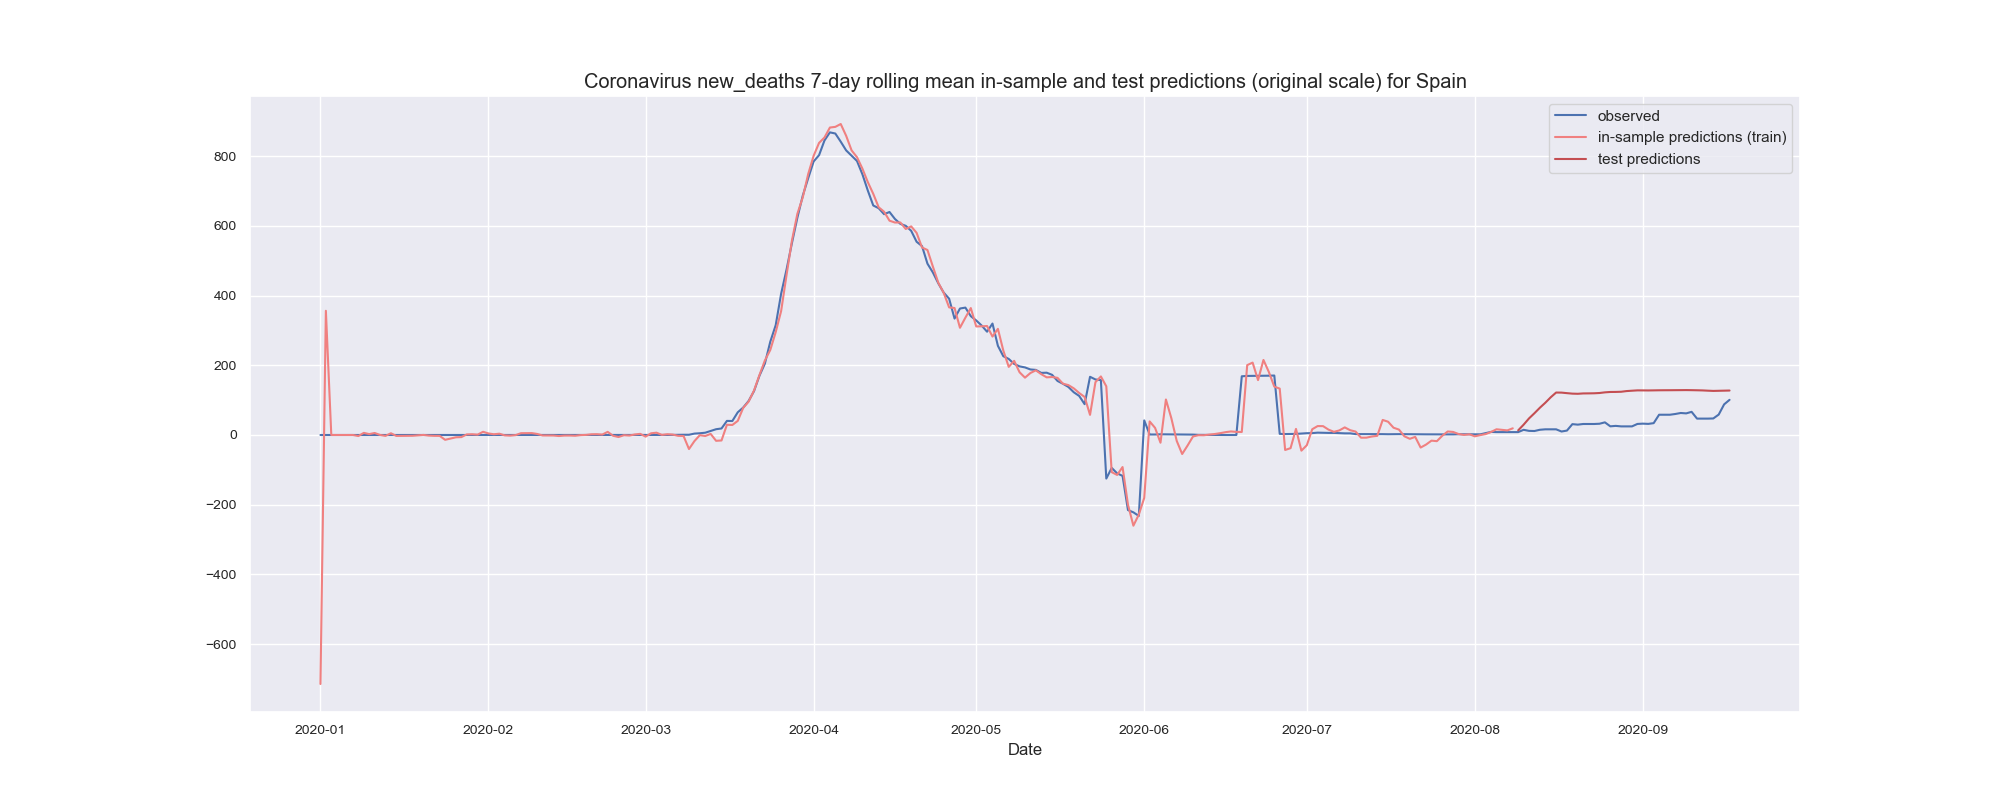 Coronavirus new_deaths 7-day rolling mean in-sample and test predictions (original scale) for Spain
observed
in-sample predictions (train)
test predictions
800
600
400
200
0
−200
−400
−600
2020-01 2020-02 2020-03 2020-04 2020-05 2020-06 2020-07 2020-08 2020-09
Date